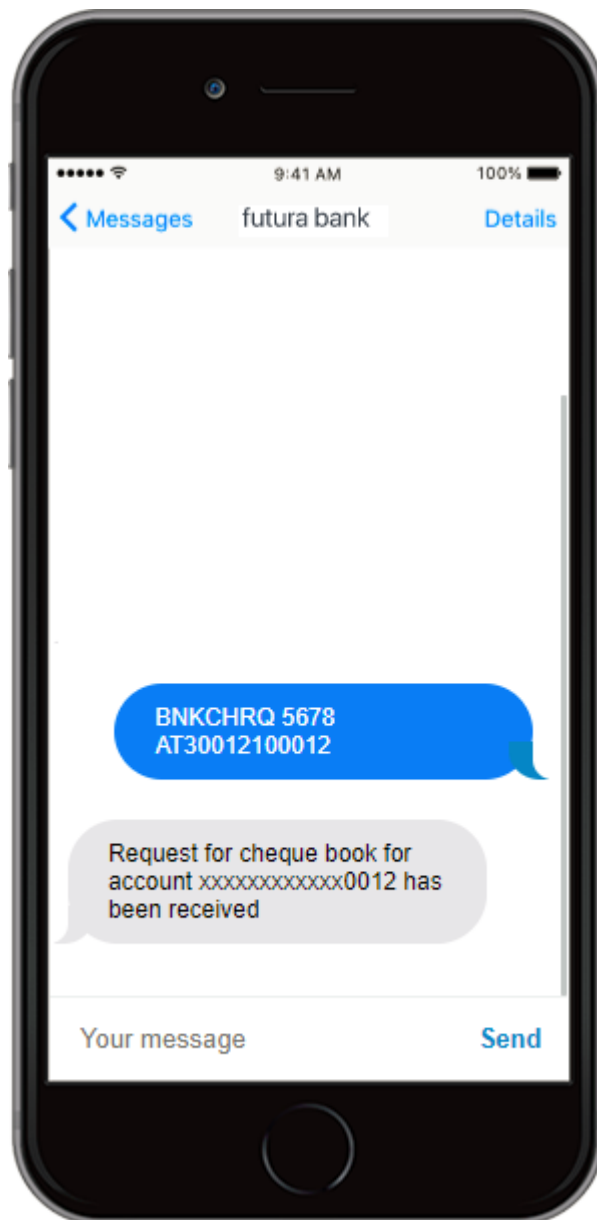 9:41 AM 100%
Messages futura bank Details
BNKCHRQ 5678
AT30012100012
Request for cheque book for
account xxxxxxxxxxxx0012 has
been received
Your message Send